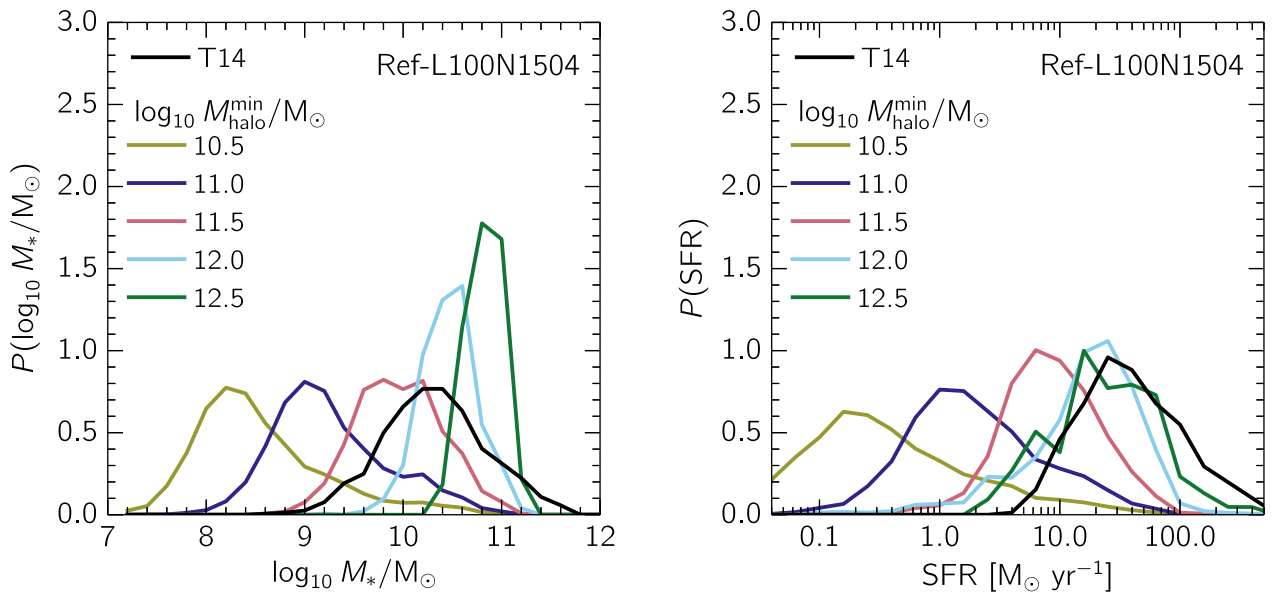 3.0
2.5
2.0
1.5
1.0
0.5
0.0
P(log₁₀ M*/M⊙)
T14
Ref-L100N1504
log₁₀ M_halo^min/M⊙
10.5
11.0
11.5
12.0
12.5
7 8 9 10 11 12
log₁₀ M*/M⊙
3.0
2.5
2.0
1.5
1.0
0.5
0.0
P(SFR)
T14
Ref-L100N1504
log₁₀ M_halo^min/M⊙
10.5
11.0
11.5
12.0
12.5
0.1 1.0 10.0 100.0
SFR [M⊙ yr⁻¹]